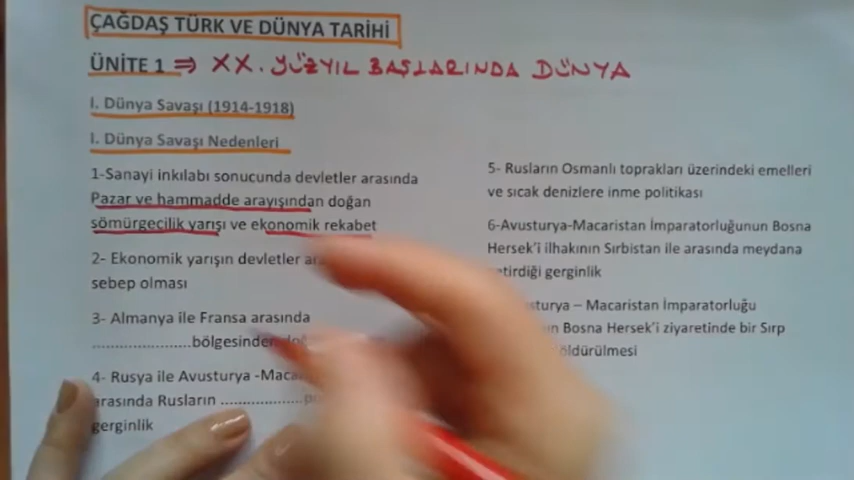 ÇAĞDAŞ TÜRK VE DÜNYA TARİHİ
ÜNİTE 1 ⇒ XX. YÜZYIL BAŞLARINDA DÜNYA
I. Dünya Savaşı (1914-1918)
I. Dünya Savaşı Nedenleri
1-Sanayi inkılabı sonucunda devletler arasında
Pazar ve hammadde arayışından doğan
sömürgecilik yarışı ve ekonomik rekabet
2- Ekonomik yarışın devletler
sebep olması
3- Almanya ile Fransa arasında
....................bölgesinden
4- Rusya ile Avusturya -Maca
arasında Rusların .................
gerginlik
5- Rusların Osmanlı toprakları üzerindeki emelleri
ve sıcak denizlere inme politikası
6-Avusturya-Macaristan İmparatorluğunun Bosna
Hersek'i ilhakının Sırbistan ile arasında meydana
etirdiği gerginlik
sturya – Macaristan İmparatorluğu
Bosna Hersek'i ziyaretinde bir Sırp
öldürülmesi